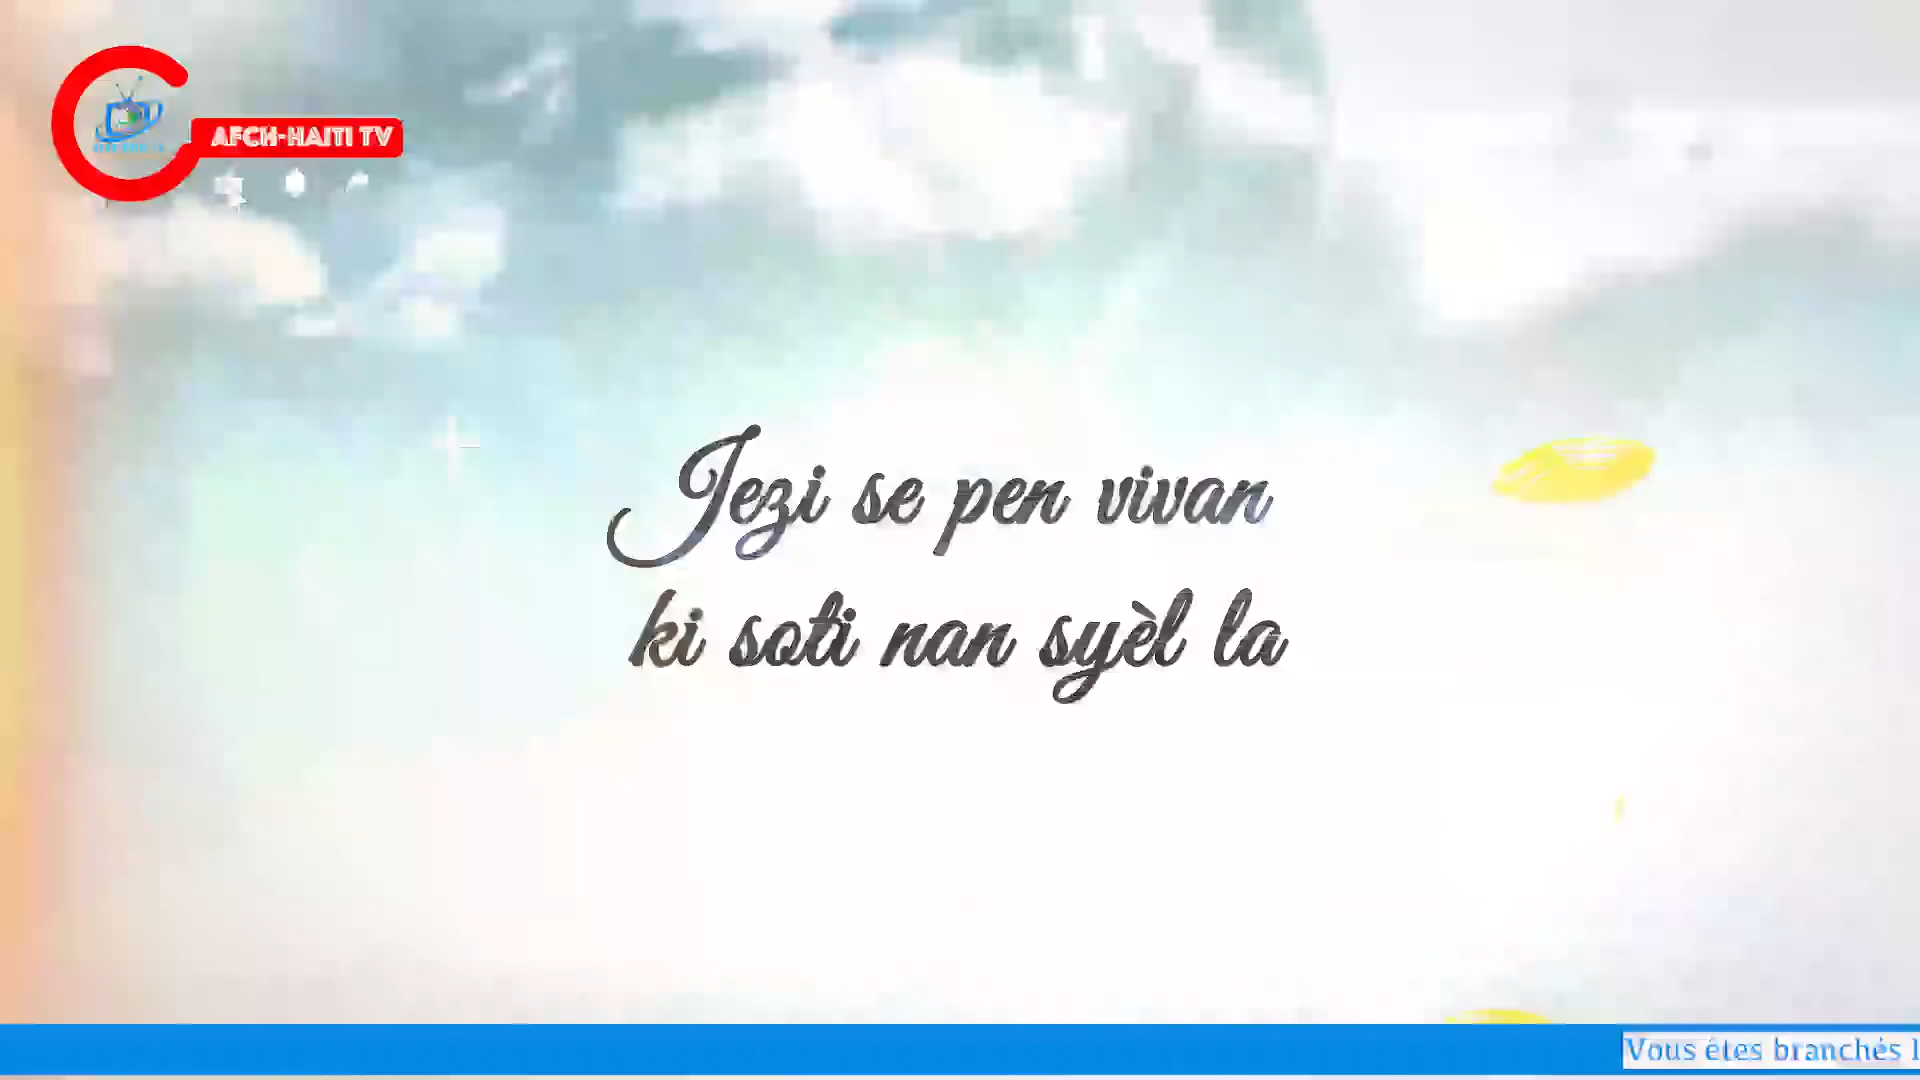 AFCH-HAITI TV
Jezi se pen vivan
ki soti nan syèl la
Vous êtes branchés